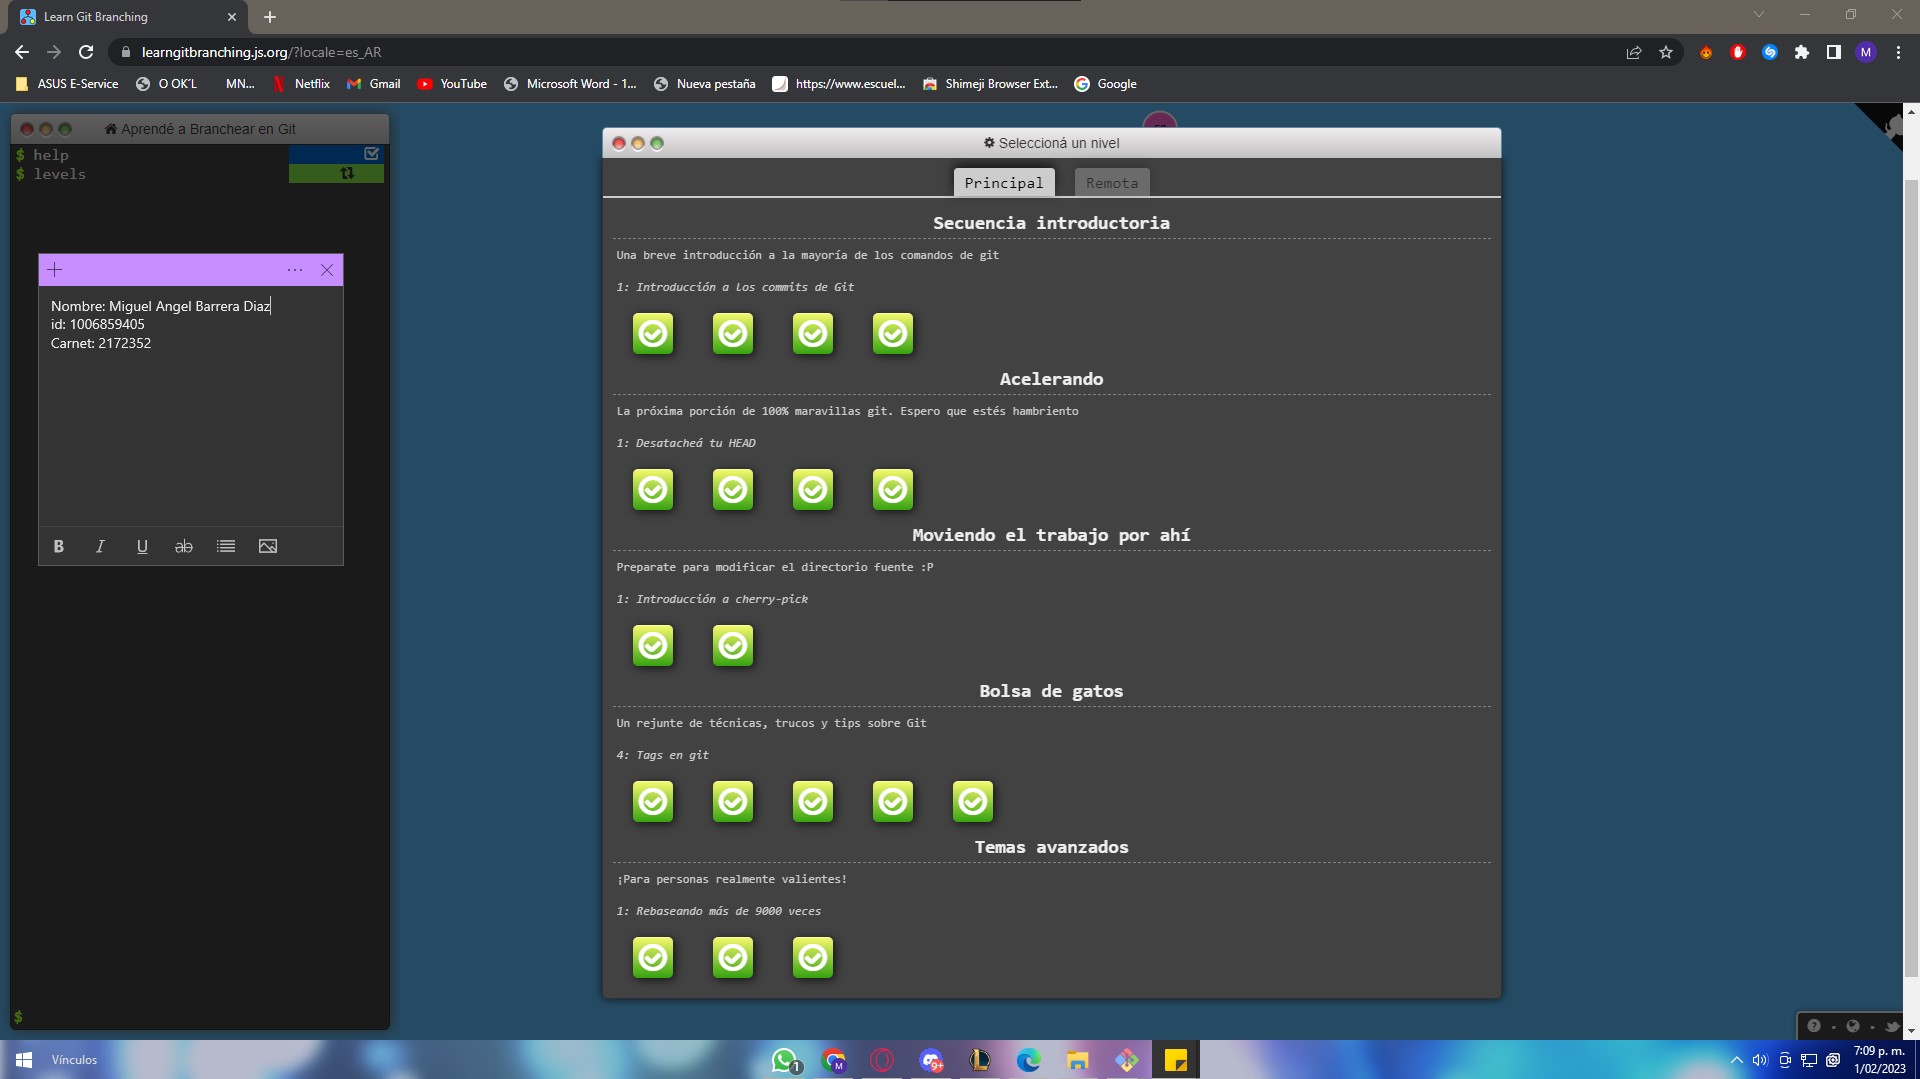 Learn Git Branching
learngitbranching.js.org/?locale=es_AR
M
ASUS E-Service
O OK´L
MN...
Netflix
Gmail
YouTube
Microsoft Word - 1...
Nueva pestaña
https://www.escuel...
Shimeji Browser Ext...
Google
Aprendé a Branchear en Git
$ help
$ levels
Nombre: Miguel Angel Barrera Diaz
id: 1006859405
Carnet: 2172352
B I U ab
$
Seleccioná un nivel
Principal Remota
Secuencia introductoria
Una breve introducción a la mayoría de los comandos de git
1: Introducción a los commits de Git
Acelerando
La próxima porción de 100% maravillas git. Espero que estés hambriento
1: Desatacheá tu HEAD
Moviendo el trabajo por ahí
Preparate para modificar el directorio fuente :P
1: Introducción a cherry-pick
Bolsa de gatos
Un rejunte de técnicas, trucos y tips sobre Git
4: Tags en git
Temas avanzados
¡Para personas realmente valientes!
1: Rebaseando más de 9000 veces
Vínculos
1
M
9+
7:09 p. m.
1/02/2023